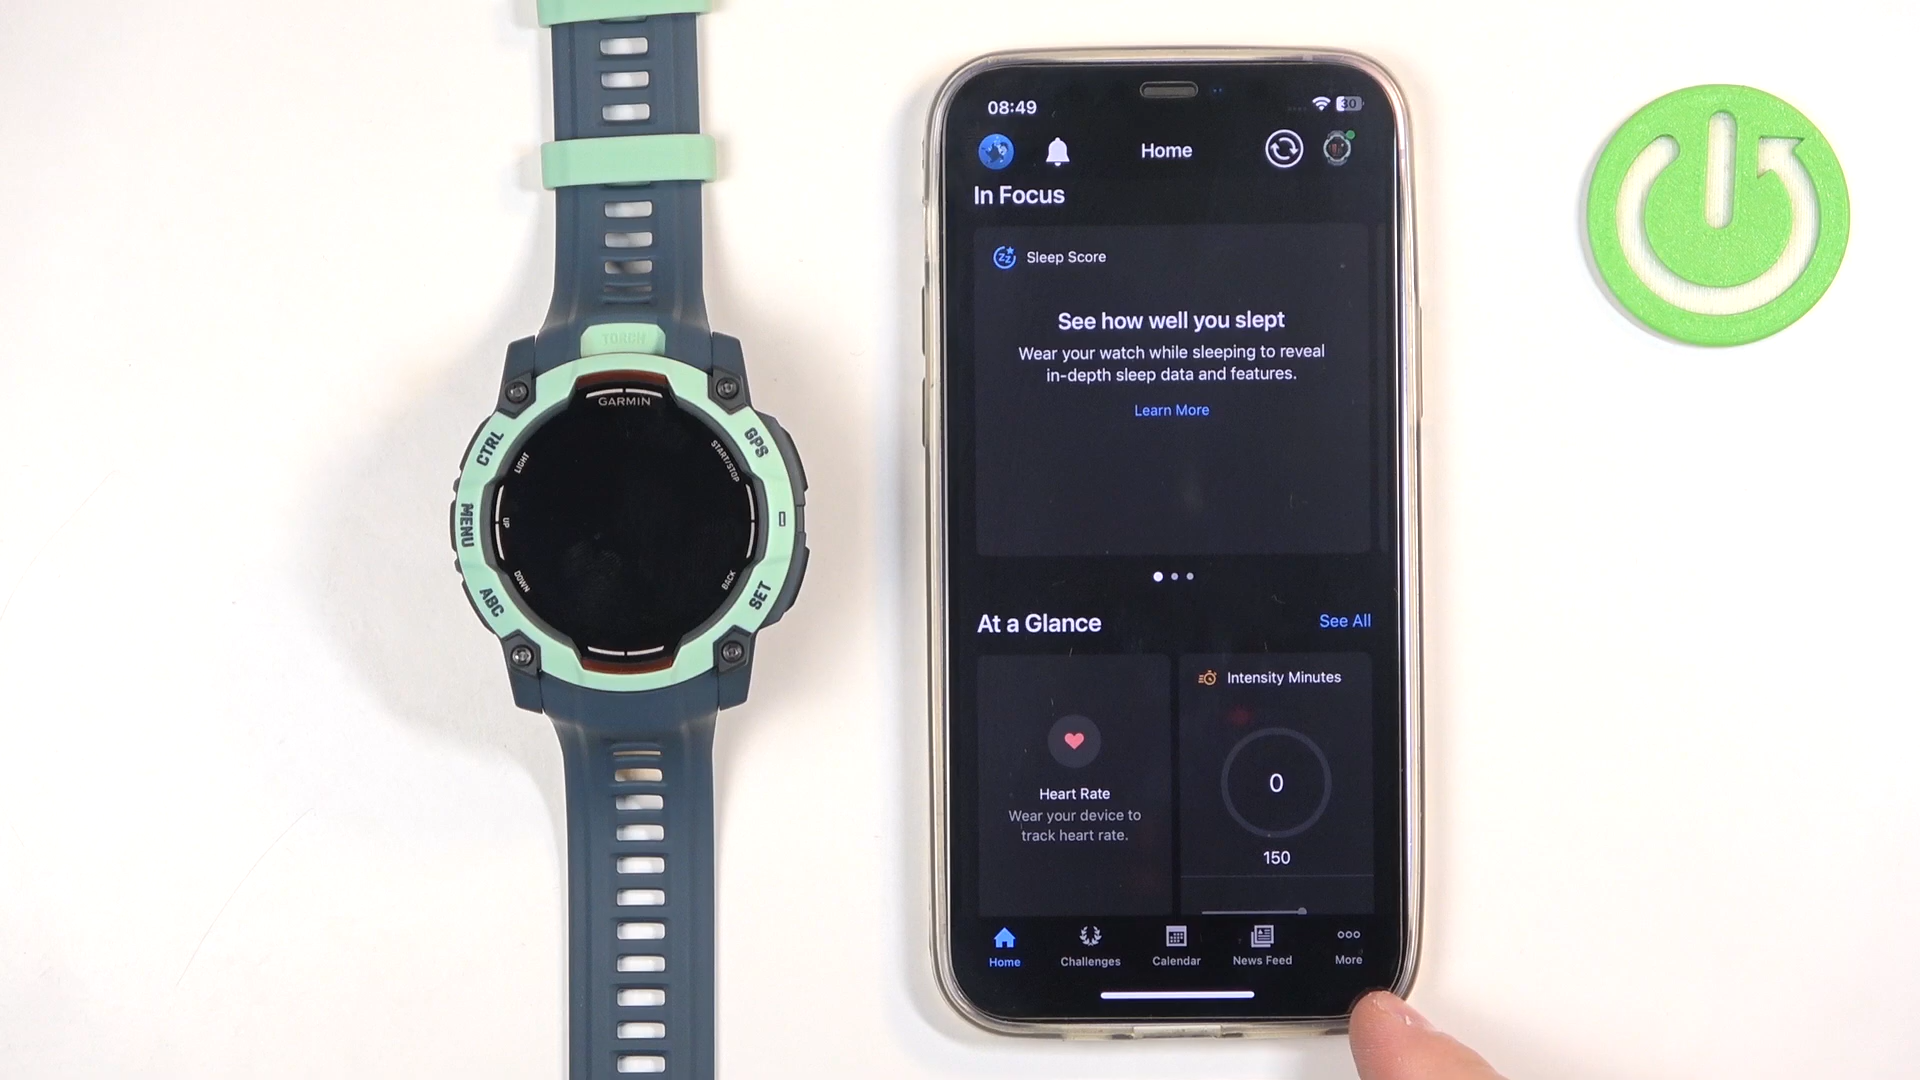 TORCH
GARMIN
CTRL
LIGHT
GPS
START/STOP
MENU
UP
ABC
DOWN
SET
BACK
08:49
30
Home
In Focus
Sleep Score
See how well you slept
Wear your watch while sleeping to reveal
in-depth sleep data and features.
Learn More
At a Glance
See All
Heart Rate
Wear your device to
track heart rate.
Intensity Minutes
0
150
Home
Challenges
Calendar
News Feed
More